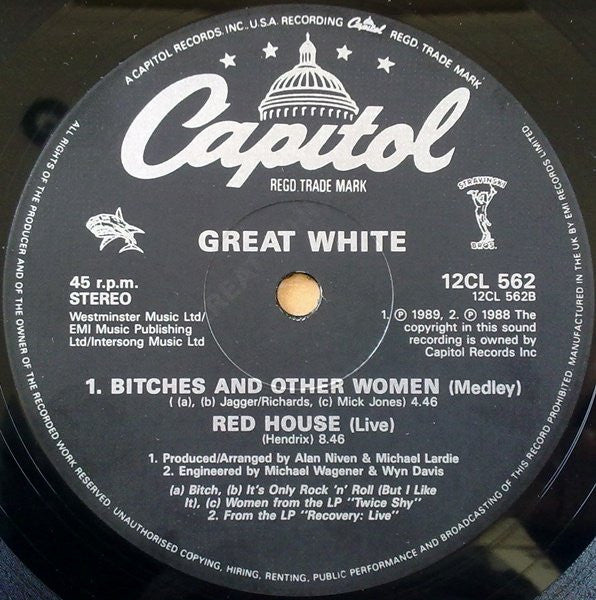 A CAPITOL RECORDS, INC., U.S.A. RECORDING Capitol REGD. TRADE MARK
Capitol
REGD. TRADE MARK
STRAVINSKI
BROS.
GREAT WHITE
45 r.p.m.
STEREO
12CL 562
12CL 562B
Westminster Music Ltd/
EMI Music Publishing
Ltd/Intersong Music Ltd
1. ℗ 1989, 2. ℗ 1988 The
copyright in this sound
recording is owned by
Capitol Records Inc
1. BITCHES AND OTHER WOMEN (Medley)
( (a), (b) Jagger/Richards, (c) Mick Jones) 4.46
RED HOUSE (Live)
(Hendrix) 8.46
1. Produced/Arranged by Alan Niven & Michael Lardie
2. Engineered by Michael Wagener & Wyn Davis
(a) Bitch, (b) It's Only Rock 'n' Roll (But I Like
It), (c) Women from the LP "Twice Shy"
2. From the LP "Recovery: Live"
ALL RIGHTS OF THE PRODUCER AND OF THE OWNER OF THE RECORDED WORK RESERVED. UNAUTHORISED COPYING, HIRING, RENTING, PUBLIC PERFORMANCE AND BROADCASTING OF THIS RECORD PROHIBITED. MANUFACTURED IN THE UK BY EMI RECORDS LIMITED